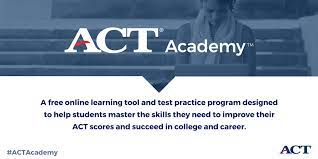 ACT® Academy™
A free online learning tool and test practice program designed
to help students master the skills they need to improve their
ACT scores and succeed in college and career.
#ACTAcademy
ACT